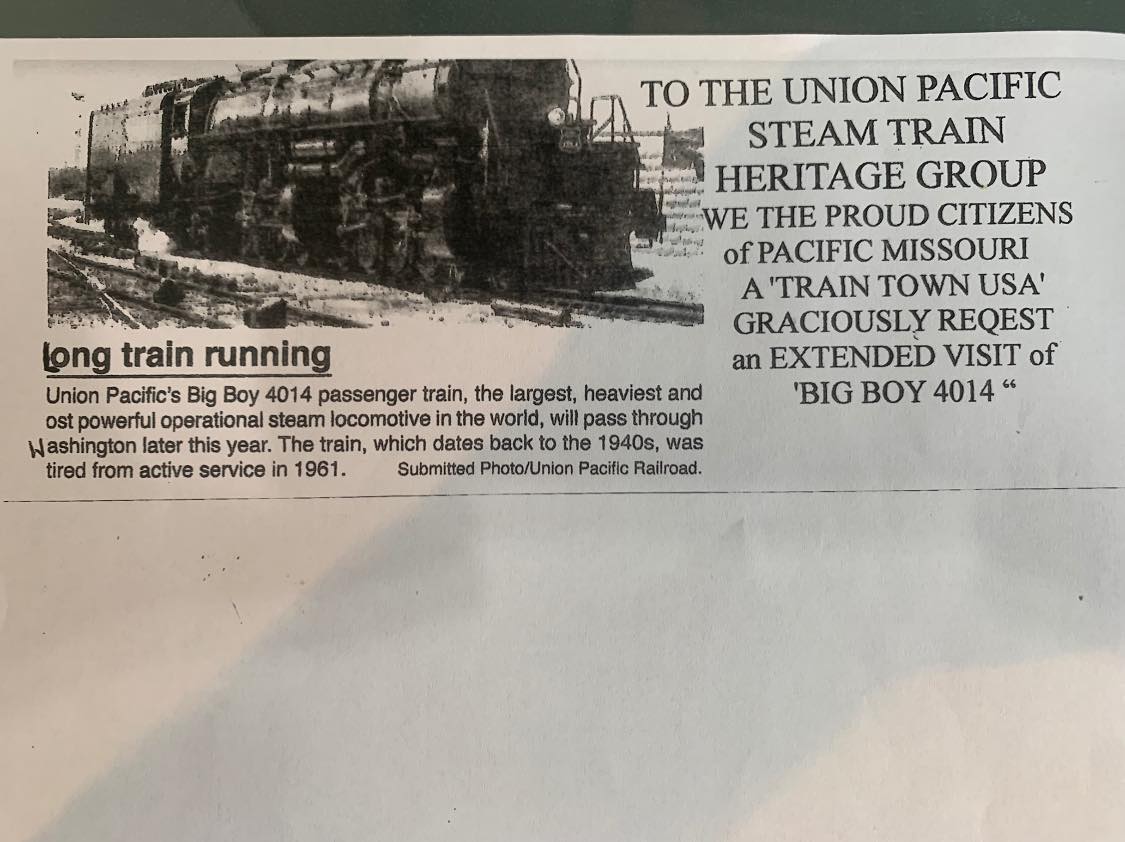 TO THE UNION PACIFIC
STEAM TRAIN
HERITAGE GROUP
WE THE PROUD CITIZENS
of PACIFIC MISSOURI
A 'TRAIN TOWN USA'
GRACIOUSLY REQEST
an EXTENDED VISIT of
'BIG BOY 4014 “
Long train running
Union Pacific's Big Boy 4014 passenger train, the largest, heaviest and
ost powerful operational steam locomotive in the world, will pass through
Washington later this year. The train, which dates back to the 1940s, was
tired from active service in 1961. Submitted Photo/Union Pacific Railroad.